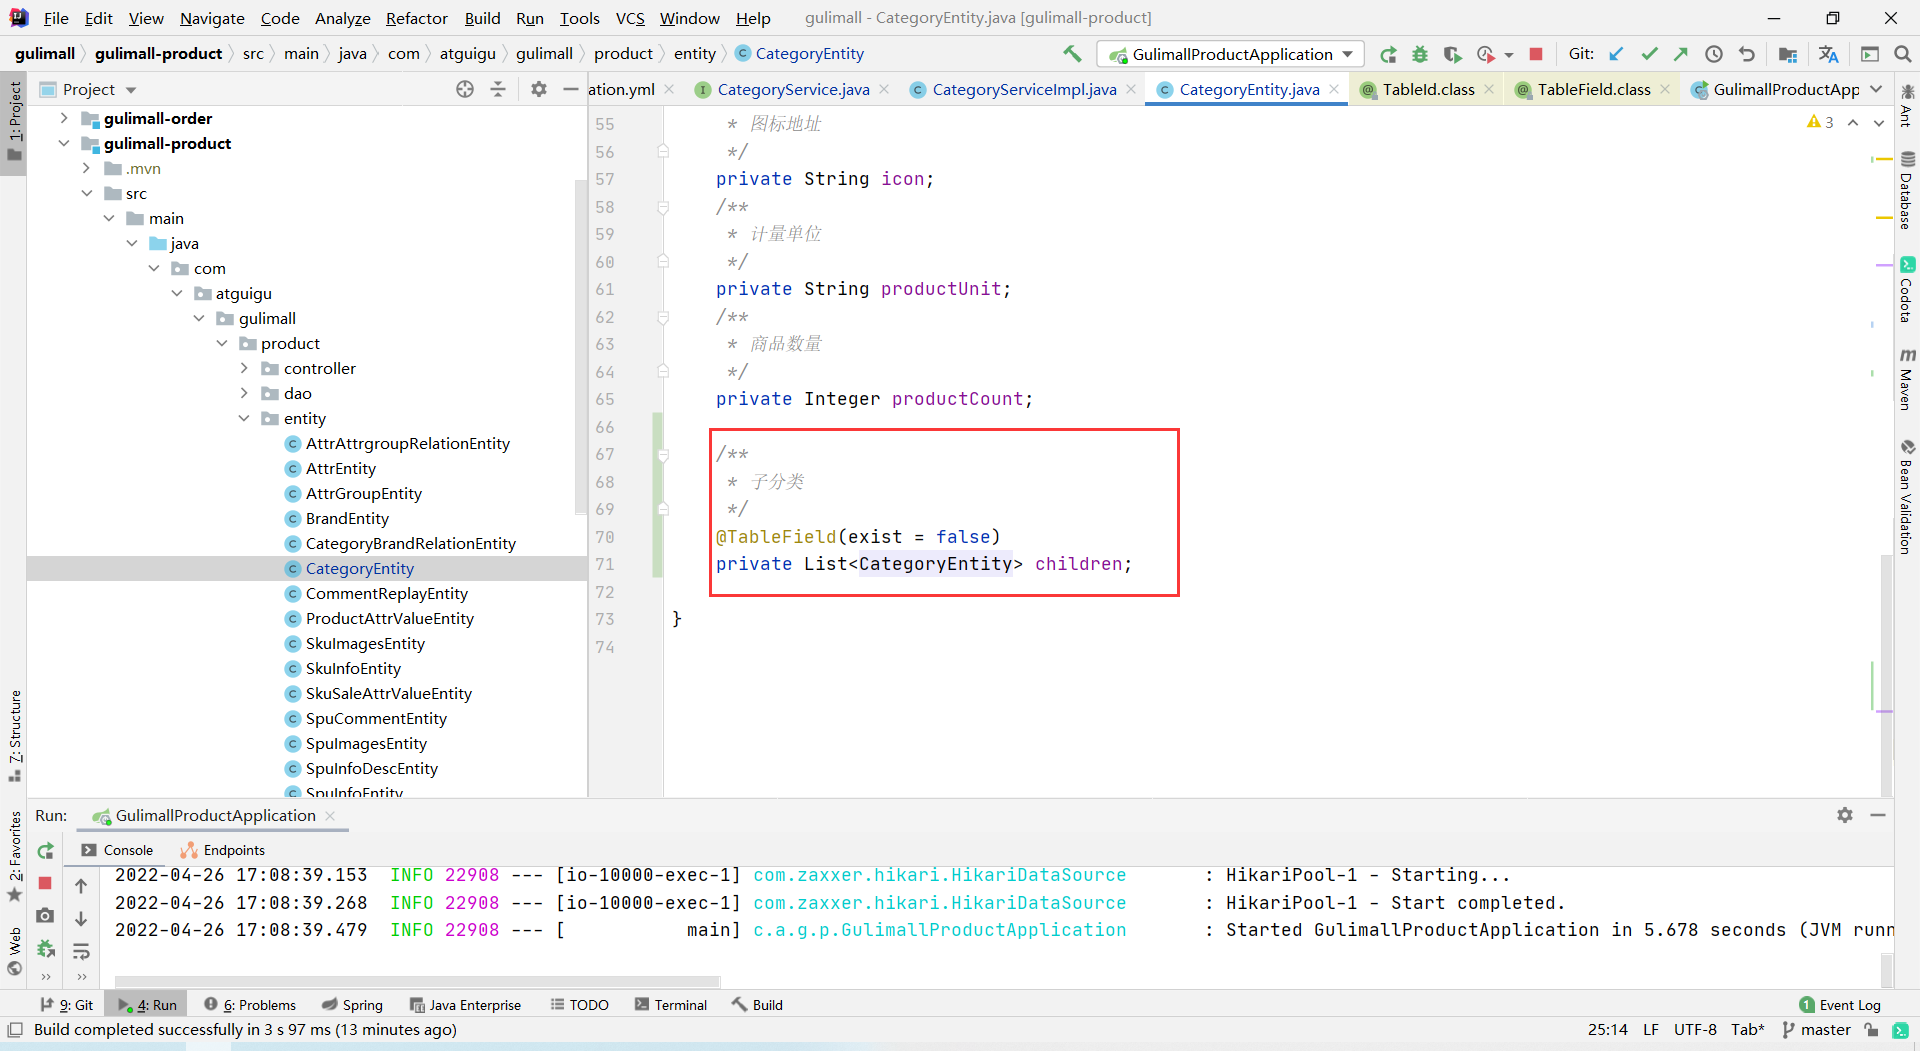 File Edit View Navigate Code Analyze Refactor Build Run Tools VCS Window Help gulimall - CategoryEntity.java [gulimall-product]
gulimall gulimall-product src main java com atguigu gulimall product entity CategoryEntity GulimallProductApplication Git:
Project ation.yml CategoryService.java CategoryServiceImpl.java CategoryEntity.java TableId.class TableField.class GulimallProductApp
1: Project
7: Structure
2: Favorites
Web
gulimall-order
gulimall-product
.mvn
src
main
java
com
atguigu
gulimall
product
controller
dao
entity
AttrAttrgroupRelationEntity
AttrEntity
AttrGroupEntity
BrandEntity
CategoryBrandRelationEntity
CategoryEntity
CommentReplayEntity
ProductAttrValueEntity
SkuImagesEntity
SkuInfoEntity
SkuSaleAttrValueEntity
SpuCommentEntity
SpuImagesEntity
SpuInfoDescEntity
SpuInfoEntity
55 * 图标地址
56 */
57 private String icon;
58 /**
59 * 计量单位
60 */
61 private String productUnit;
62 /**
63 * 商品数量
64 */
65 private Integer productCount;
66
67 /**
68 * 子分类
69 */
70 @TableField(exist = false)
71 private List<CategoryEntity> children;
72
73 }
74
3
Ant
Database
Codota
Maven
Bean Validation
Run: GulimallProductApplication
Console Endpoints
2022-04-26 17:08:39.153 INFO 22908 --- [io-10000-exec-1] com.zaxxer.hikari.HikariDataSource : HikariPool-1 - Starting...
2022-04-26 17:08:39.268 INFO 22908 --- [io-10000-exec-1] com.zaxxer.hikari.HikariDataSource : HikariPool-1 - Start completed.
2022-04-26 17:08:39.479 INFO 22908 --- [ main] c.a.g.p.GulimallProductApplication : Started GulimallProductApplication in 5.678 seconds (JVM runn
9: Git 4: Run 6: Problems Spring Java Enterprise TODO Terminal Build 1 Event Log
Build completed successfully in 3 s 97 ms (13 minutes ago) 25:14 LF UTF-8 Tab* master